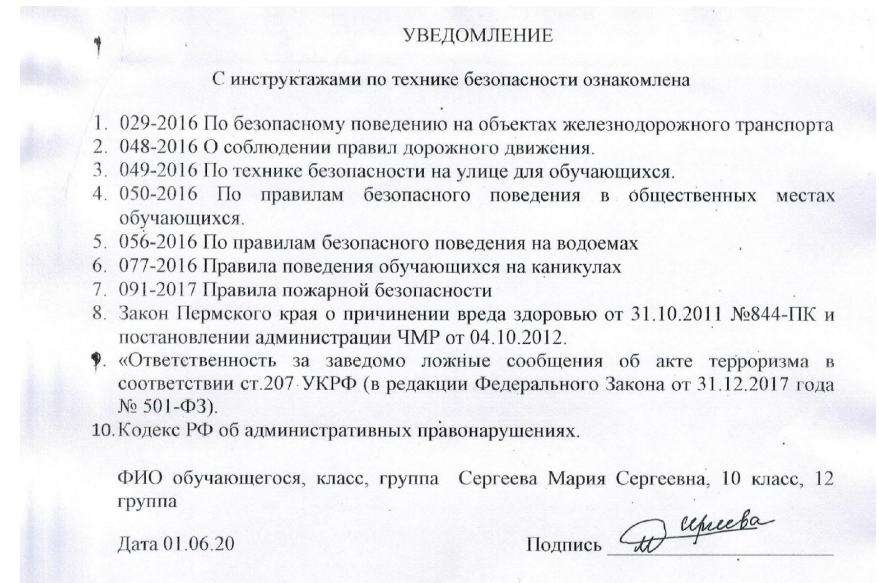 УВЕДОМЛЕНИЕ
С инструктажами по технике безопасности ознакомлена
1. 029-2016 По безопасному поведению на объектах железнодорожного транспорта
2. 048-2016 О соблюдении правил дорожного движения.
3. 049-2016 По технике безопасности на улице для обучающихся.
4. 050-2016 По правилам безопасного поведения в общественных местах
обучающихся.
5. 056-2016 По правилам безопасного поведения на водоемах
6. 077-2016 Правила поведения обучающихся на каникулах
7. 091-2017 Правила пожарной безопасности
8. Закон Пермского края о причинении вреда здоровью от 31.10.2011 №844-ПК и
постановлении администрации ЧМР от 04.10.2012.
9. «Ответственность за заведомо ложные сообщения об акте терроризма в
соответствии ст.207 УКРФ (в редакции Федерального Закона от 31.12.2017 года
№ 501-ФЗ).
10. Кодекс РФ об административных правонарушениях.
ФИО обучающегося, класс, группа Сергеева Мария Сергеевна, 10 класс, 12
группа
Дата 01.06.20 Подпись